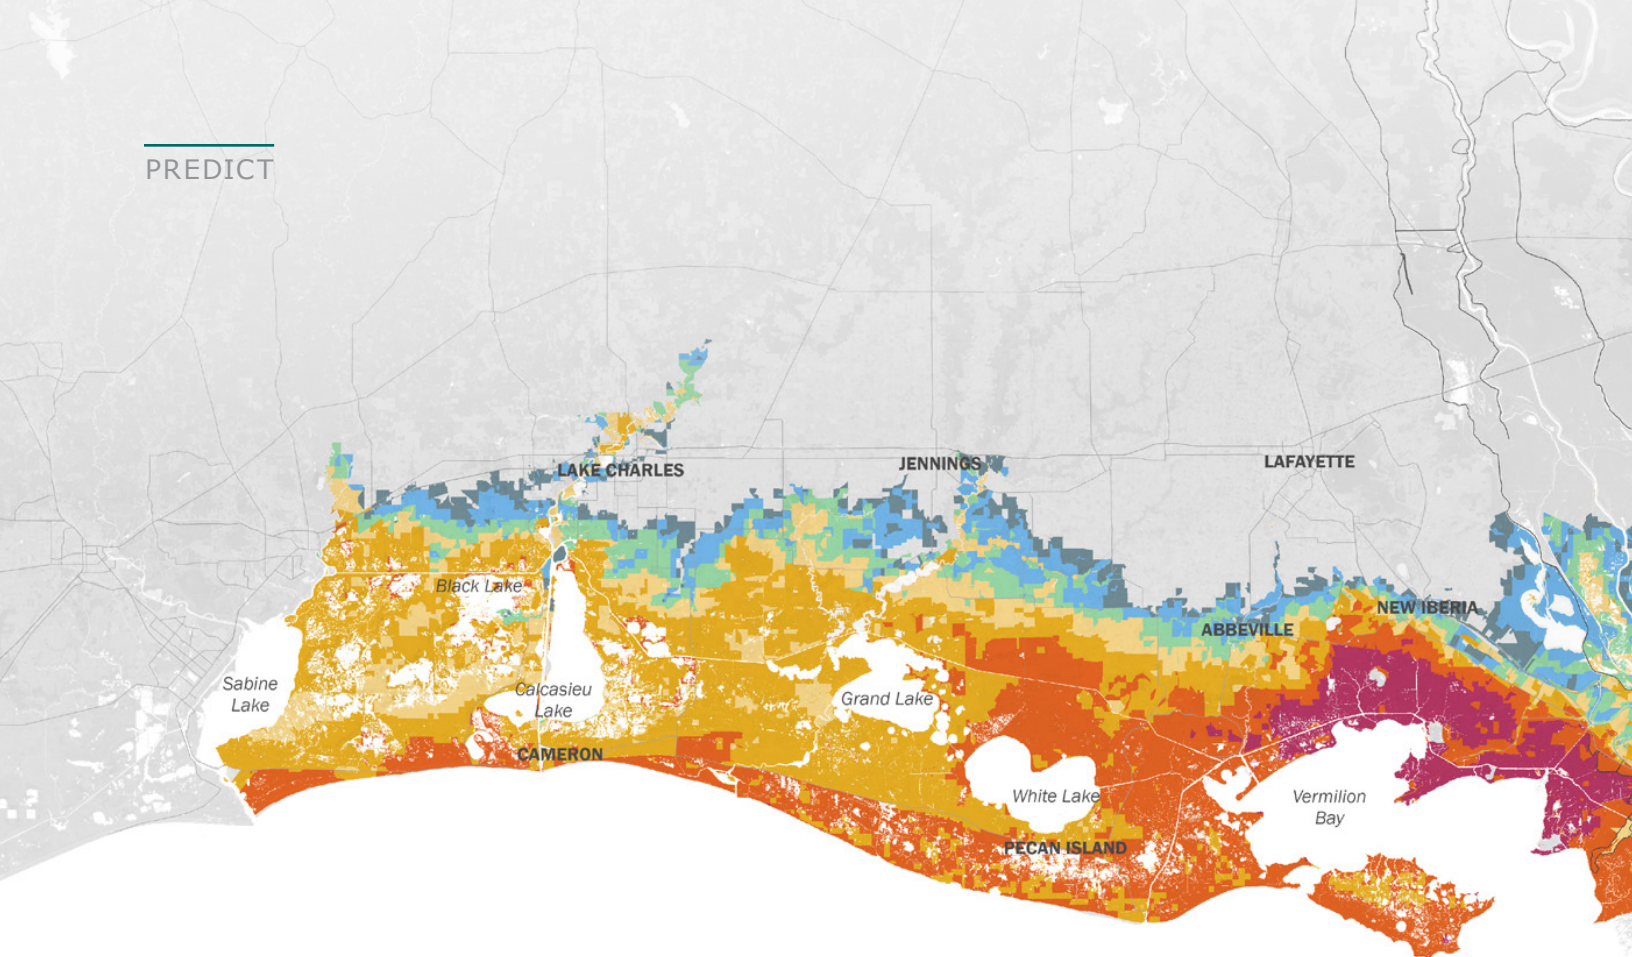 PREDICT
LAKE CHARLES
JENNINGS
LAFAYETTE
Black Lake
NEW IBERIA
ABBEVILLE
Sabine
Lake
Calcasieu
Lake
Grand Lake
CAMERON
White Lake
Vermilion
Bay
PECAN ISLAND